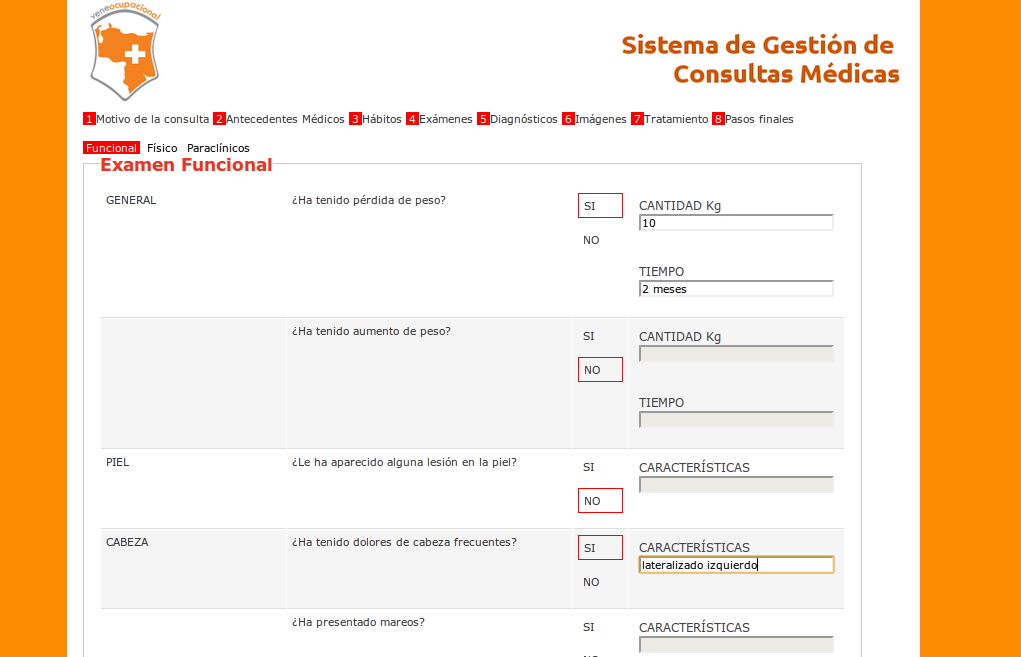 veneocupacional
Sistema de Gestión de
Consultas Médicas
1 Motivo de la consulta 2 Antecedentes Médicos 3 Hábitos 4 Exámenes 5 Diagnósticos 6 Imágenes 7 Tratamiento 8 Pasos finales
Funcional Físico Paraclínicos
Examen Funcional
GENERAL ¿Ha tenido pérdida de peso? SI CANTIDAD Kg
10
NO
TIEMPO
2 meses
¿Ha tenido aumento de peso? SI CANTIDAD Kg
NO
TIEMPO
PIEL ¿Le ha aparecido alguna lesión en la piel? SI CARACTERÍSTICAS
NO
CABEZA ¿Ha tenido dolores de cabeza frecuentes? SI CARACTERÍSTICAS
lateralizado izquierdo
NO
¿Ha presentado mareos? SI CARACTERÍSTICAS